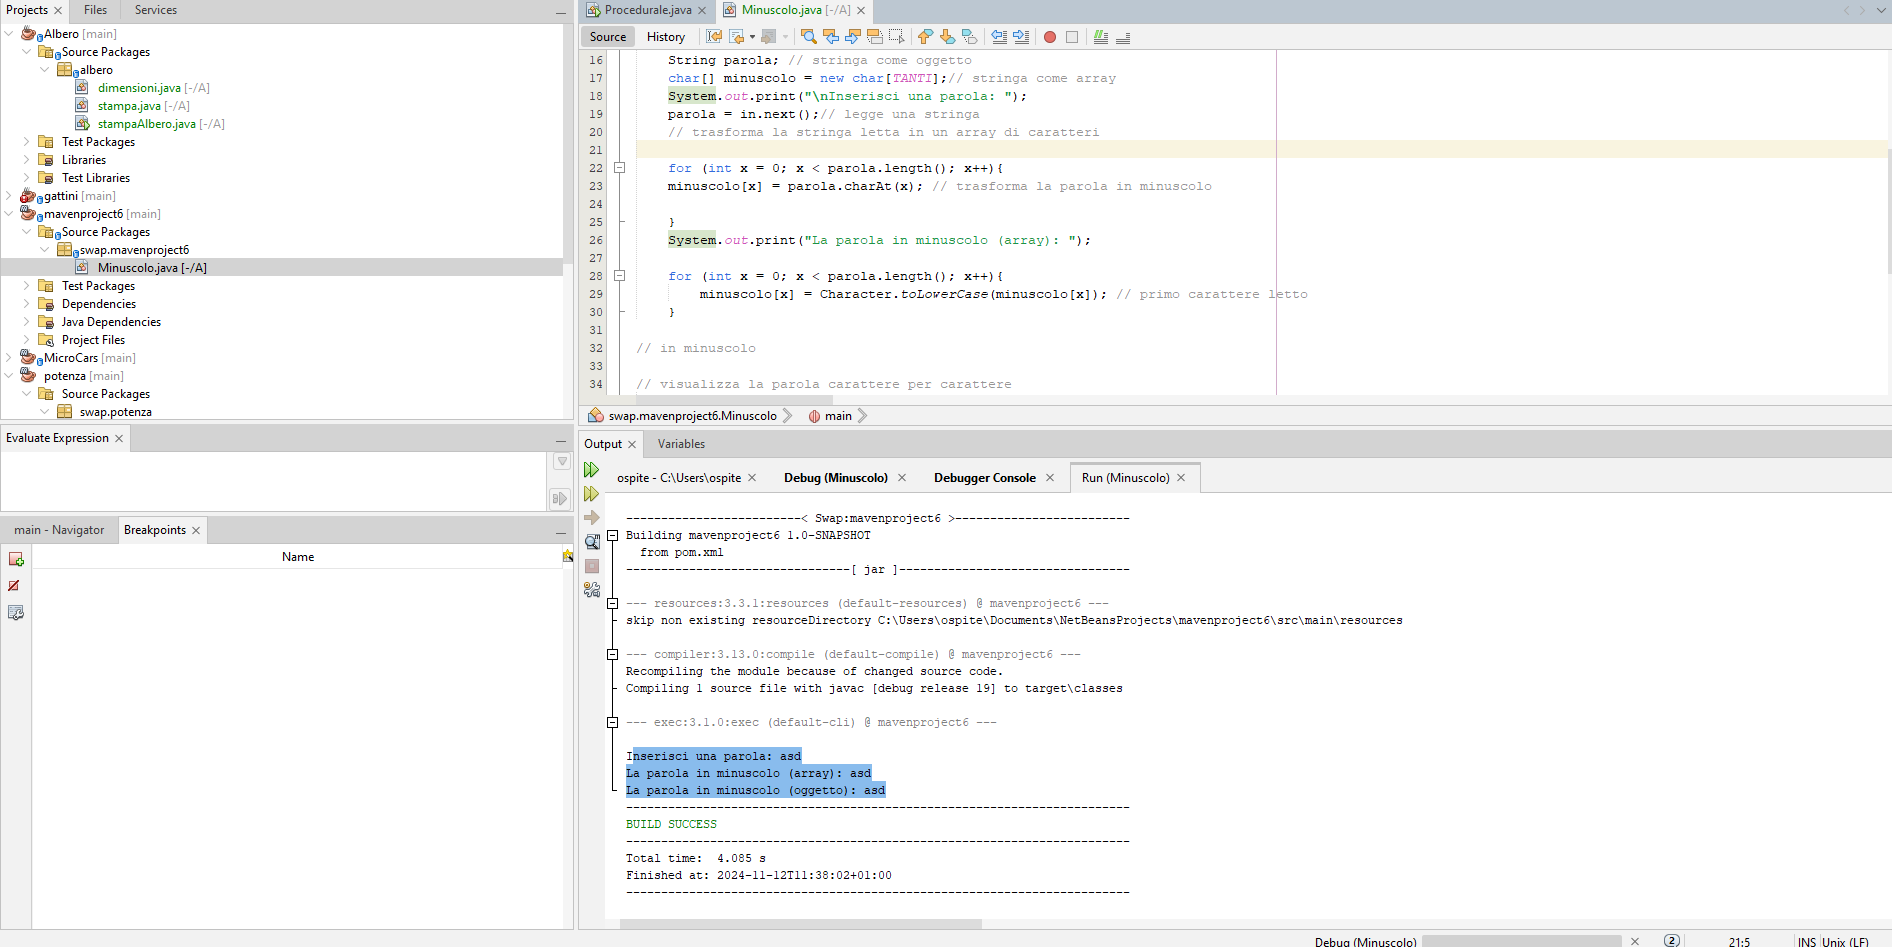 Projects
Files
Services
Albero [main]
Source Packages
albero
dimensioni.java [-/A]
stampa.java [-/A]
stampaAlbero.java [-/A]
Test Packages
Libraries
Test Libraries
gattini [main]
mavenproject6 [main]
Source Packages
swap.mavenproject6
Minuscolo.java [-/A]
Test Packages
Dependencies
Java Dependencies
Project Files
MicroCars [main]
potenza [main]
Source Packages
swap.potenza
Evaluate Expression
main - Navigator
Breakpoints
Name
Procedurale.java
Minuscolo.java [-/A]
Source
History
16 String parola; // stringa come oggetto
17 char[] minuscolo = new char[TANTI];// stringa come array
18 System.out.print("\nInserisci una parola: ");
19 parola = in.next();// legge una stringa
20 // trasforma la stringa letta in un array di caratteri
21
22 for (int x = 0; x < parola.length(); x++){
23 minuscolo[x] = parola.charAt(x); // trasforma la parola in minuscolo
24
25 }
26 System.out.print("La parola in minuscolo (array): ");
27
28 for (int x = 0; x < parola.length(); x++){
29 minuscolo[x] = Character.toLowerCase(minuscolo[x]); // primo carattere letto
30 }
31
32 // in minuscolo
33
34 // visualizza la parola carattere per carattere
swap.mavenproject6.Minuscolo
main
Output
Variables
ospite - C:\Users\ospite
Debug (Minuscolo)
Debugger Console
Run (Minuscolo)
-------------------------< Swap:mavenproject6 >-------------------------
Building mavenproject6 1.0-SNAPSHOT
from pom.xml
--------------------------------[ jar ]---------------------------------
--- resources:3.3.1:resources (default-resources) @ mavenproject6 ---
skip non existing resourceDirectory C:\Users\ospite\Documents\NetBeansProjects\mavenproject6\src\main\resources
--- compiler:3.13.0:compile (default-compile) @ mavenproject6 ---
Recompiling the module because of changed source code.
Compiling 1 source file with javac [debug release 19] to target\classes
--- exec:3.1.0:exec (default-cli) @ mavenproject6 ---
Inserisci una parola: asd
La parola in minuscolo (array): asd
La parola in minuscolo (oggetto): asd
------------------------------------------------------------------------
BUILD SUCCESS
------------------------------------------------------------------------
Total time:  4.085 s
Finished at: 2024-11-12T11:38:02+01:00
------------------------------------------------------------------------
Debug (Minuscolo)
2
21:5
INS
Unix (LF)